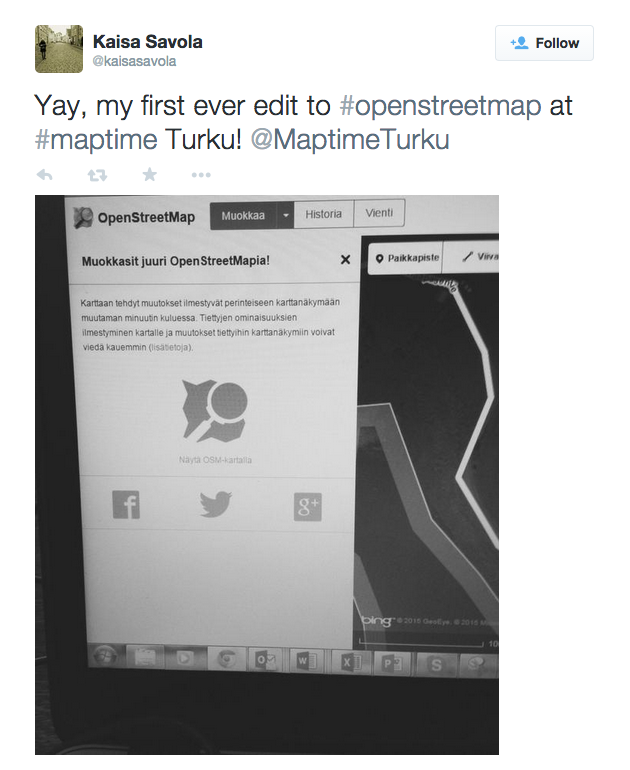 Kaisa Savola
@kaisasavola
Follow
Yay, my first ever edit to #openstreetmap at
#maptime Turku! @MaptimeTurku
OpenStreetMap
Muokkaa
Historia
Vienti
Muokkasit juuri OpenStreetMapia!
Paikkapiste
Viiva
Karttaan tehdyt muutokset ilmestyvät perinteiseen karttanäkymään
muutaman minuutin kuluessa. Tiettyjen ominaisuuksien
ilmestyminen kartalle ja muutokset tiettyihin karttanäkymiin voivat
viedä kauemmin (lisätietoja).
Näytä OSM-kartalla
f
g+
bing © 2015 GeoEye, © 2015
10